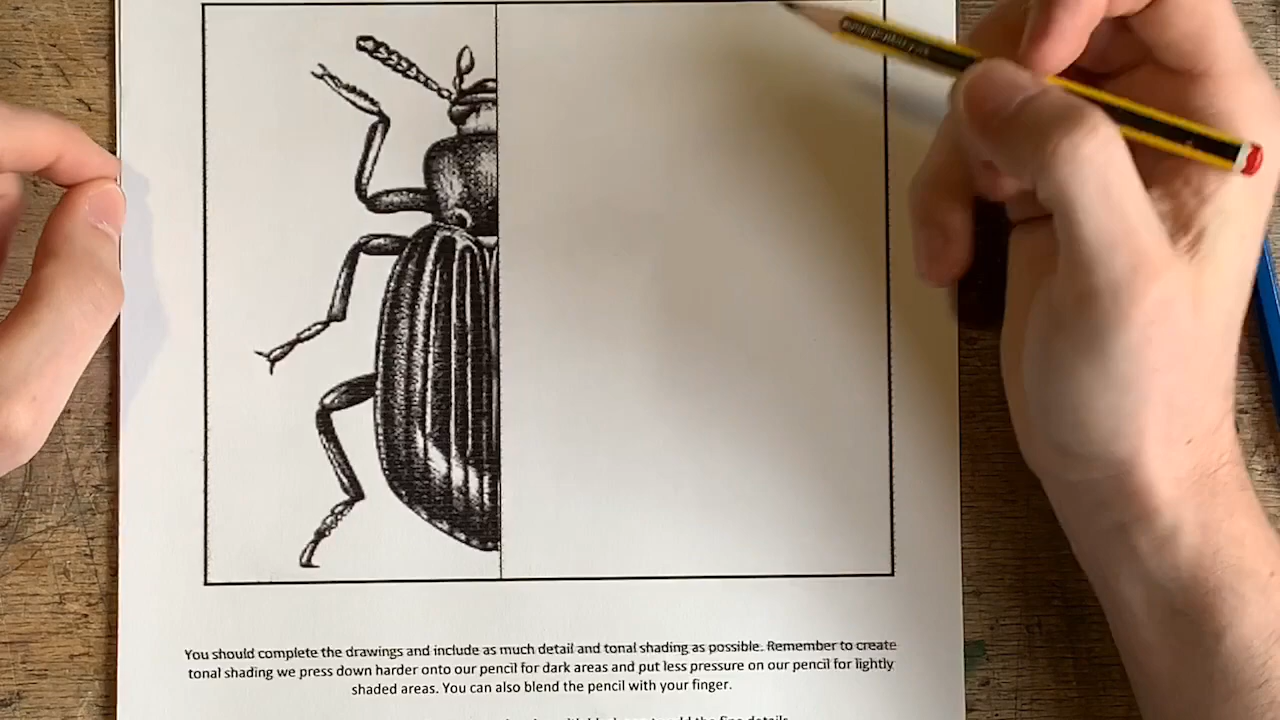 You should complete the drawings and include as much detail and tonal shading as possible. Remember to create
tonal shading we press down harder onto our pencil for dark areas and put less pressure on our pencil for lightly
shaded areas. You can also blend the pencil with your finger.